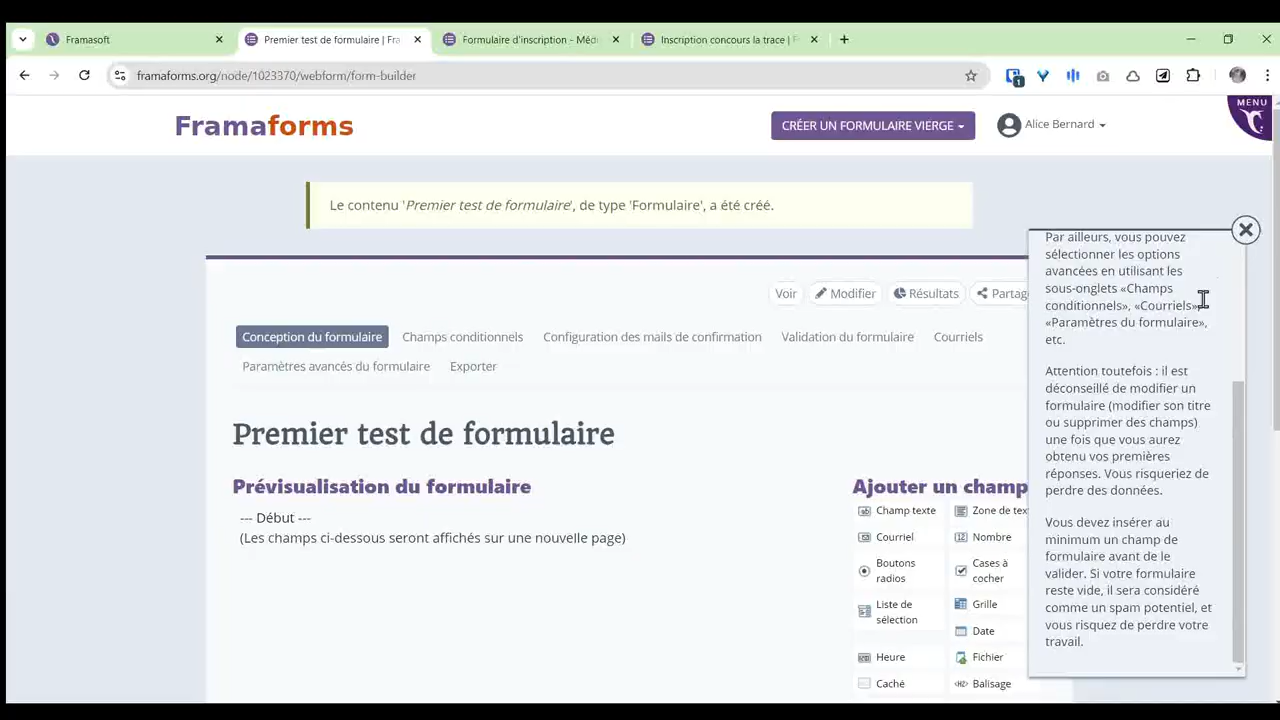 Framasoft
Premier test de formulaire | Fra
Formulaire d'inscription - Médi
Inscription concours la trace | F
framaforms.org/node/1023370/webform/form-builder
1
MENU
Framaforms
CRÉER UN FORMULAIRE VIERGE
Alice Bernard
Le contenu 'Premier test de formulaire', de type 'Formulaire', a été créé.
Voir
Modifier
Résultats
Partag
Conception du formulaire
Champs conditionnels
Configuration des mails de confirmation
Validation du formulaire
Courriels
Paramètres avancés du formulaire
Exporter
Premier test de formulaire
Prévisualisation du formulaire
--- Début ---
(Les champs ci-dessous seront affichés sur une nouvelle page)
Ajouter un champ
Champ texte
Zone de tex
Courriel
12 Nombre
Boutons
radios
Cases à
cocher
Liste de
sélection
Grille
Date
Heure
Fichier
Caché
<H2> Balisage
Par ailleurs, vous pouvez
sélectionner les options
avancées en utilisant les
sous-onglets «Champs
conditionnels», «Courriels»,
«Paramètres du formulaire»,
etc.
Attention toutefois : il est
déconseillé de modifier un
formulaire (modifier son titre
ou supprimer des champs)
une fois que vous aurez
obtenu vos premières
réponses. Vous risqueriez de
perdre des données.
Vous devez insérer au
minimum un champ de
formulaire avant de le
valider. Si votre formulaire
reste vide, il sera considéré
comme un spam potentiel, et
vous risquez de perdre votre
travail.